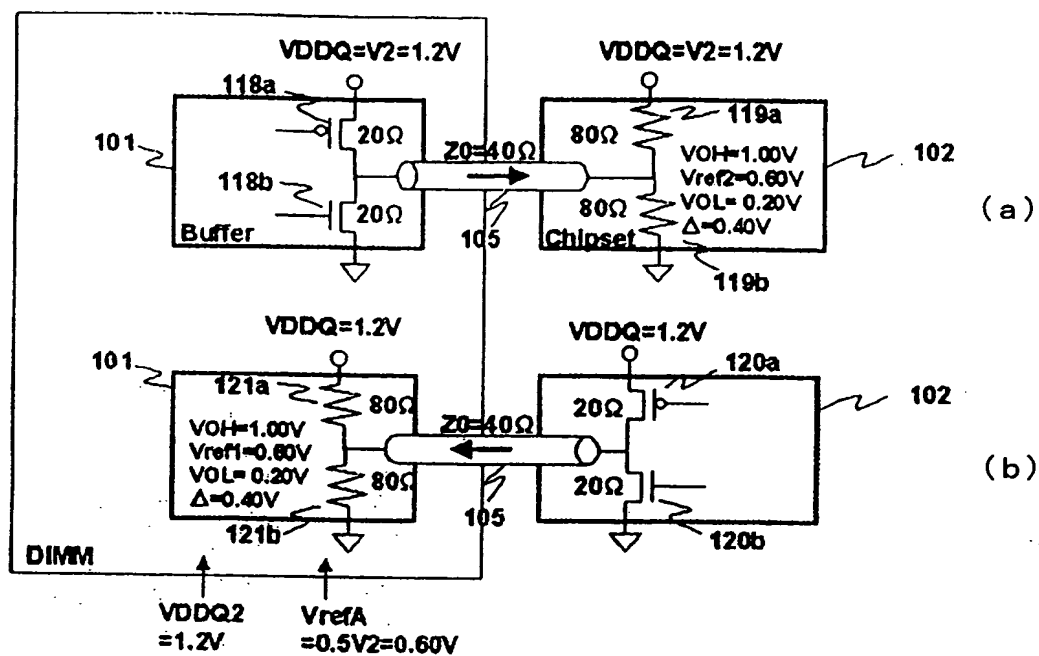 VDDQ=V2=1.2V
VDDQ=V2=1.2V
118a
119a
101
20Ω
80Ω
Z0=40Ω
VOH=1.00V
Vref2=0.60V
VOL= 0.20V
Δ=0.40V
102
(a)
118b
20Ω
80Ω
Buffer
105
Chipset
119b
VDDQ=1.2V
VDDQ=1.2V
101
121a
120a
80Ω
20Ω
102
Z0=40Ω
VOH=1.00V
Vref1=0.60V
VOL= 0.20V
Δ=0.40V
80Ω
20Ω
(b)
105
121b
120b
DIMM
VDDQ2
=1.2V
VrefA
=0.5V2=0.60V